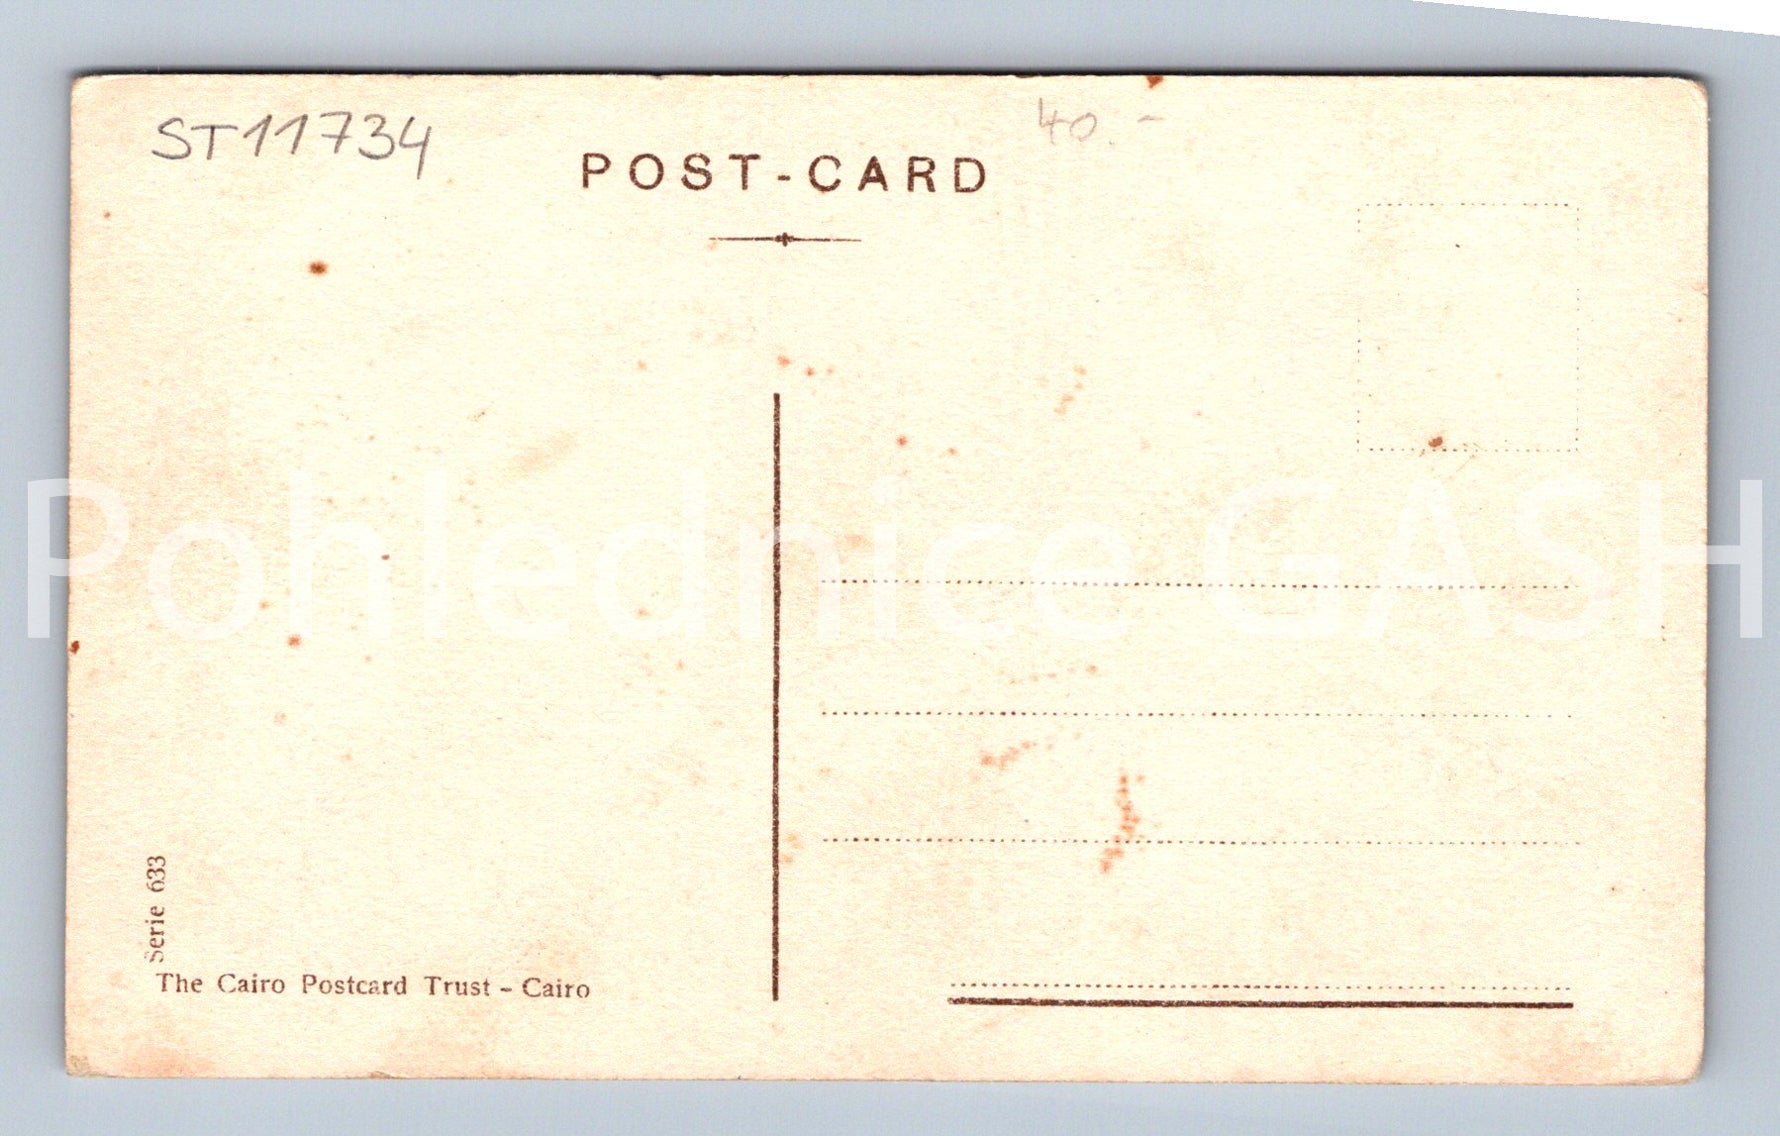 ST11734
40.-
POST-CARD
Pohlednice GASH
Serie 633
The Cairo Postcard Trust - Cairo